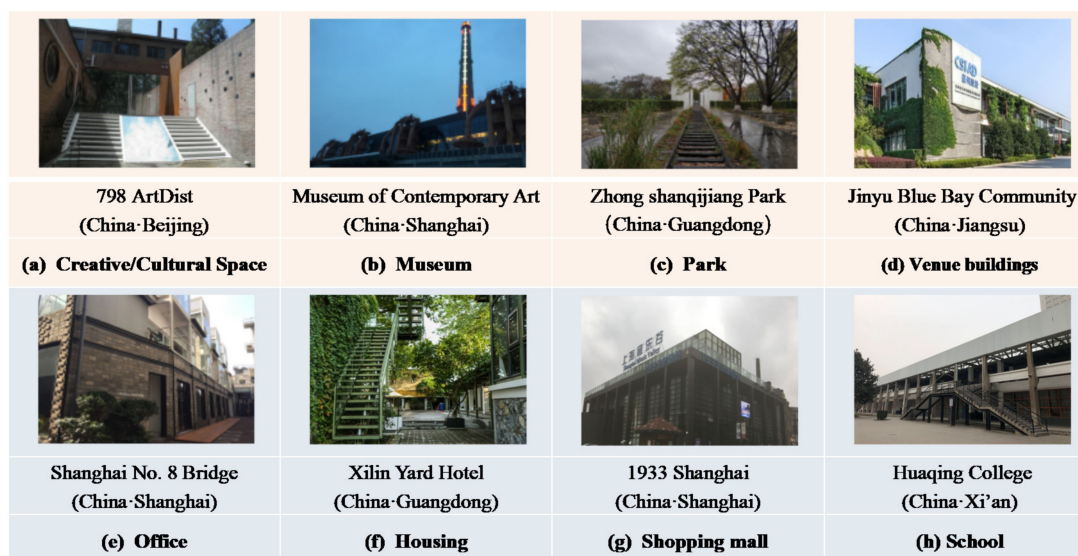 CSIAD
798 ArtDist
(China·Beijing)
(a) Creative/Cultural Space
Museum of Contemporary Art
(China·Shanghai)
(b) Museum
Zhong shanqijiang Park
(China·Guangdong)
(c) Park
Jinyu Blue Bay Community
(China·Jiangsu)
(d) Venue buildings
Shanghai No. 8 Bridge
(China·Shanghai)
(e) Office
Xilin Yard Hotel
(China·Guangdong)
(f) Housing
1933 Shanghai
(China·Shanghai)
(g) Shopping mall
Huaqing College
(China·Xi’an)
(h) School